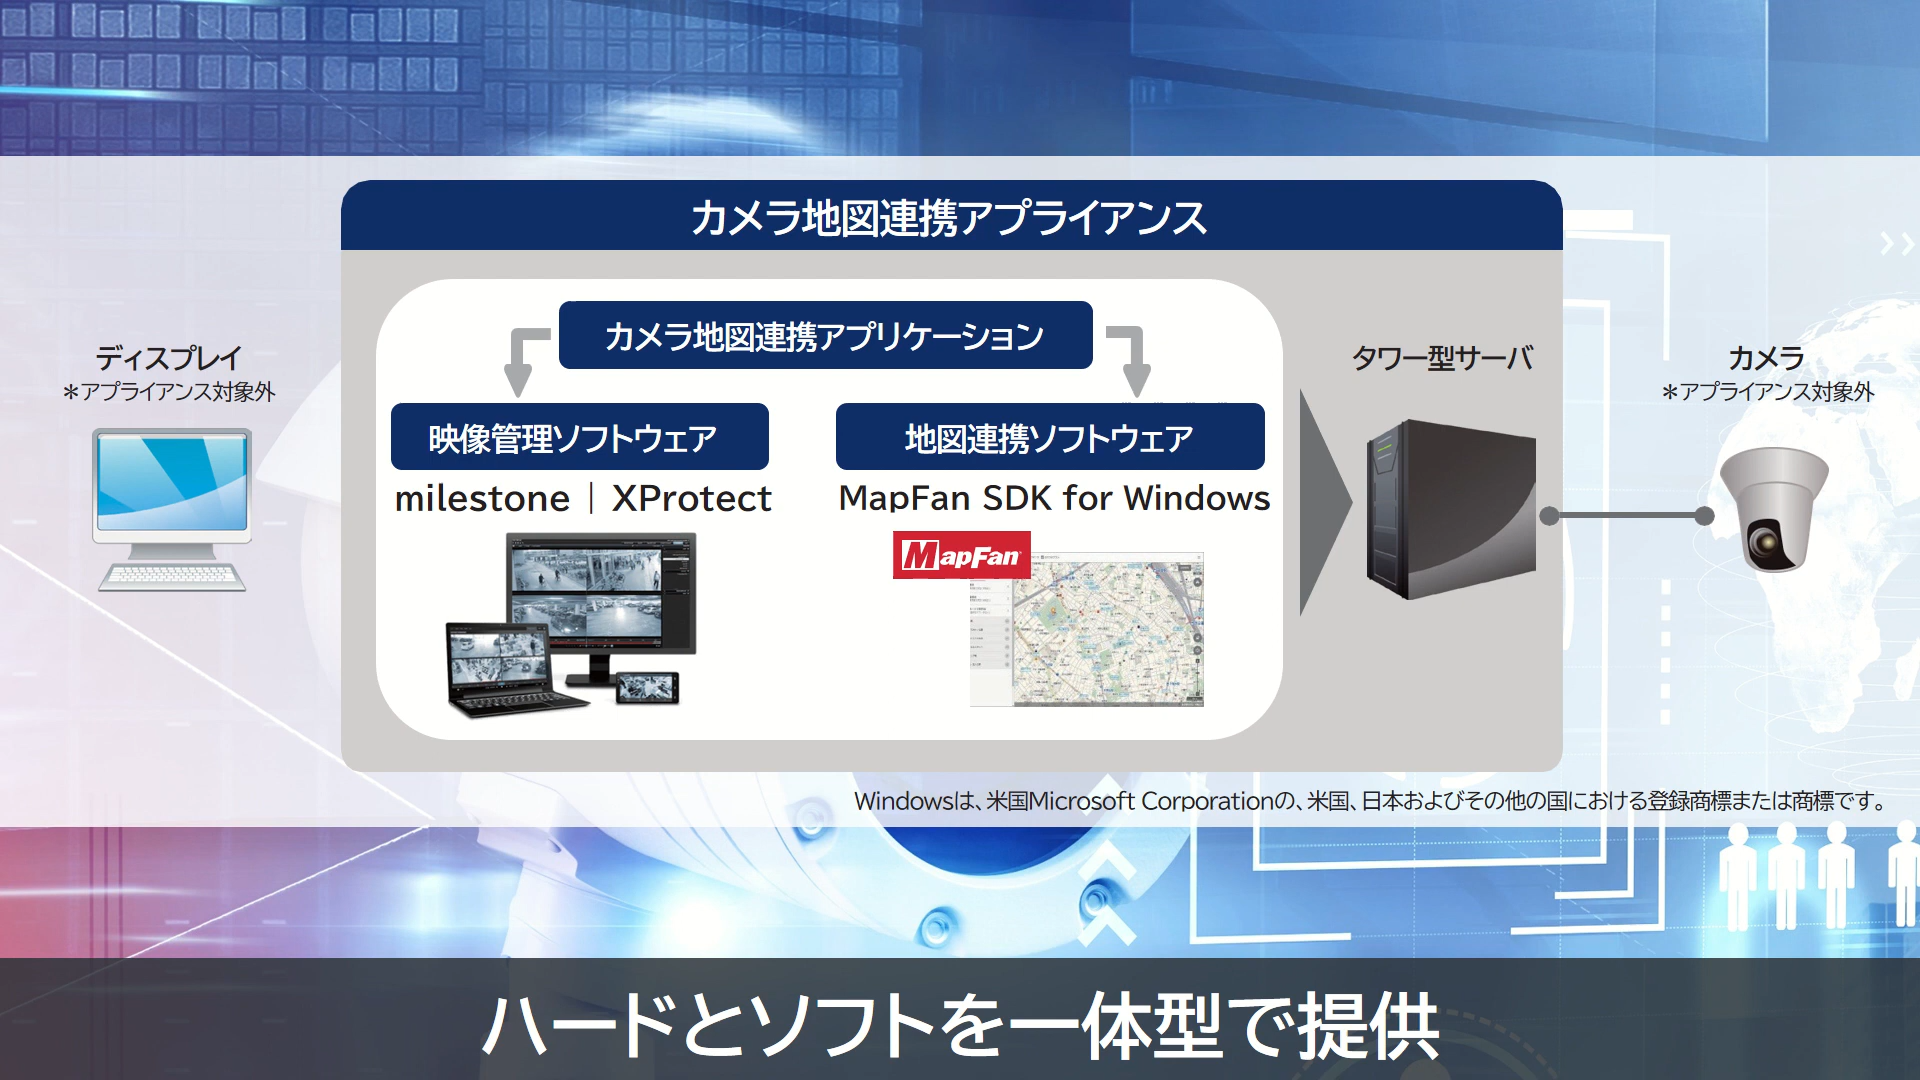 カメラ地図連携アプライアンス
カメラ地図連携アプリケーション
ディスプレイ
＊アプライアンス対象外
映像管理ソフトウェア
milestone | XProtect
地図連携ソフトウェア
MapFan SDK for Windows
MapFan
タワー型サーバ
カメラ
＊アプライアンス対象外
Windowsは、米国Microsoft Corporationの、米国、日本およびその他の国における登録商標または商標です。
ハードとソフトを一体型で提供